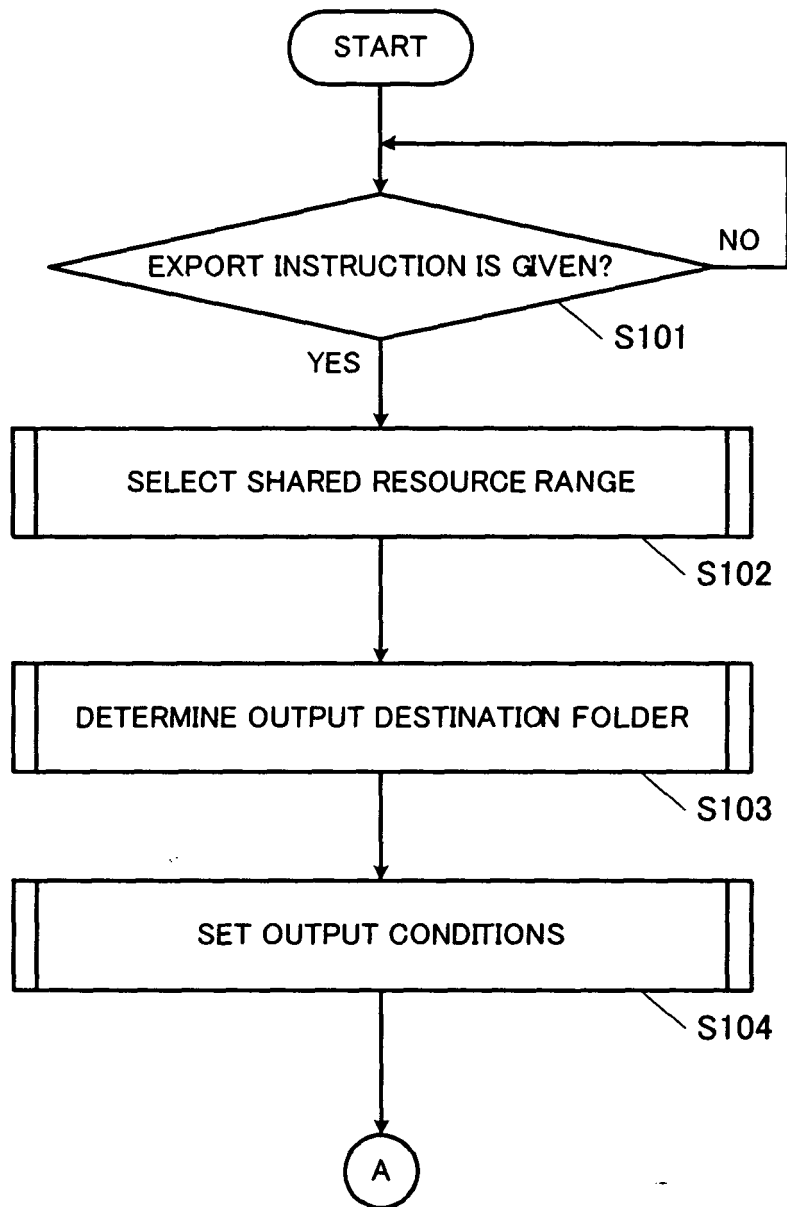 START
EXPORT INSTRUCTION IS GIVEN?
NO
S101
YES
SELECT SHARED RESOURCE RANGE
S102
DETERMINE OUTPUT DESTINATION FOLDER
S103
SET OUTPUT CONDITIONS
S104
A